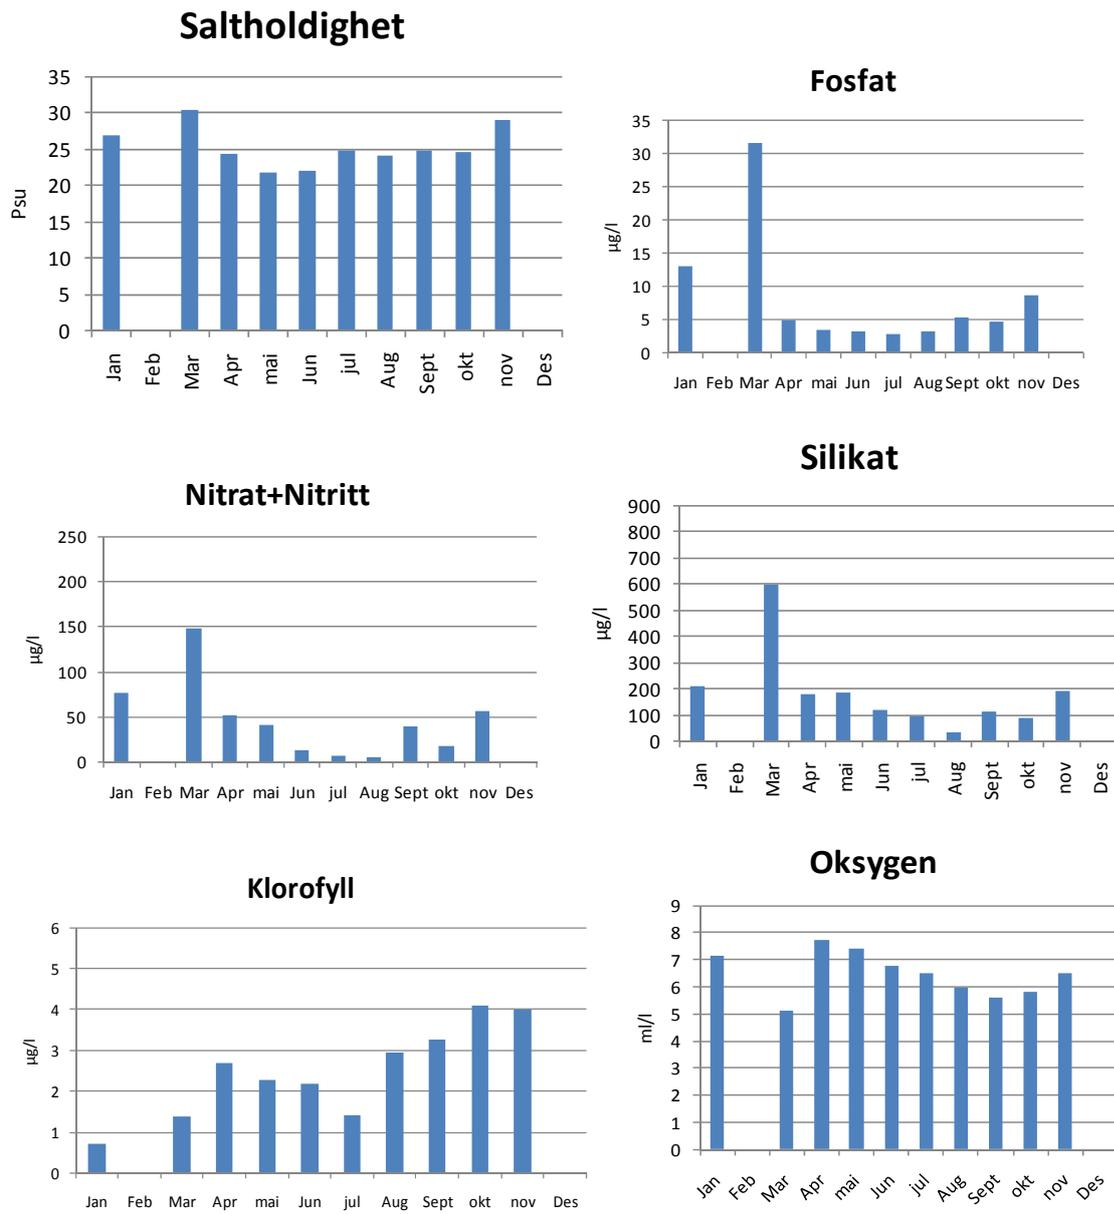 Saltholdighet
35
30
25
20
15
10
5
0
Psu
Jan Feb Mar Apr mai Jun jul Aug Sept okt nov Des
Fosfat
35
30
25
20
15
10
5
0
µg/l
Jan Feb Mar Apr mai Jun jul Aug Sept okt nov Des
Nitrat+Nitritt
250
200
150
100
50
0
µg/l
Jan Feb Mar Apr mai Jun jul Aug Sept okt nov Des
Silikat
900
800
700
600
500
400
300
200
100
0
µg/l
Jan Feb Mar Apr mai Jun jul Aug Sept okt nov Des
Klorofyll
6
5
4
3
2
1
0
µg/l
Jan Feb Mar Apr mai Jun jul Aug Sept okt nov Des
Oksygen
9
8
7
6
5
4
3
2
1
0
ml/l
Jan Feb Mar Apr mai Jun jul Aug Sept okt nov Des